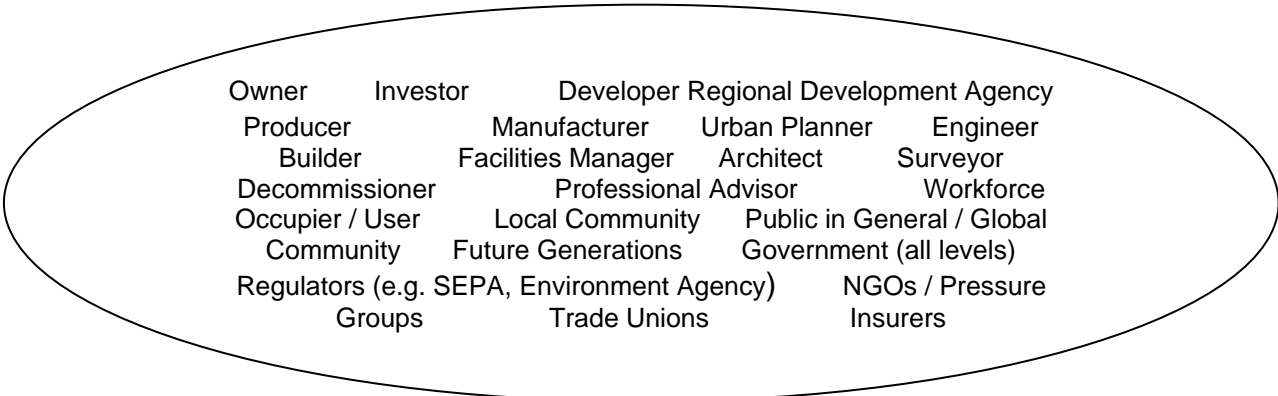 Owner Investor Developer Regional Development Agency
Producer Manufacturer Urban Planner Engineer
Builder Facilities Manager Architect Surveyor
Decommissioner Professional Advisor Workforce
Occupier / User Local Community Public in General / Global
Community Future Generations Government (all levels)
Regulators (e.g. SEPA, Environment Agency) NGOs / Pressure
Groups Trade Unions Insurers